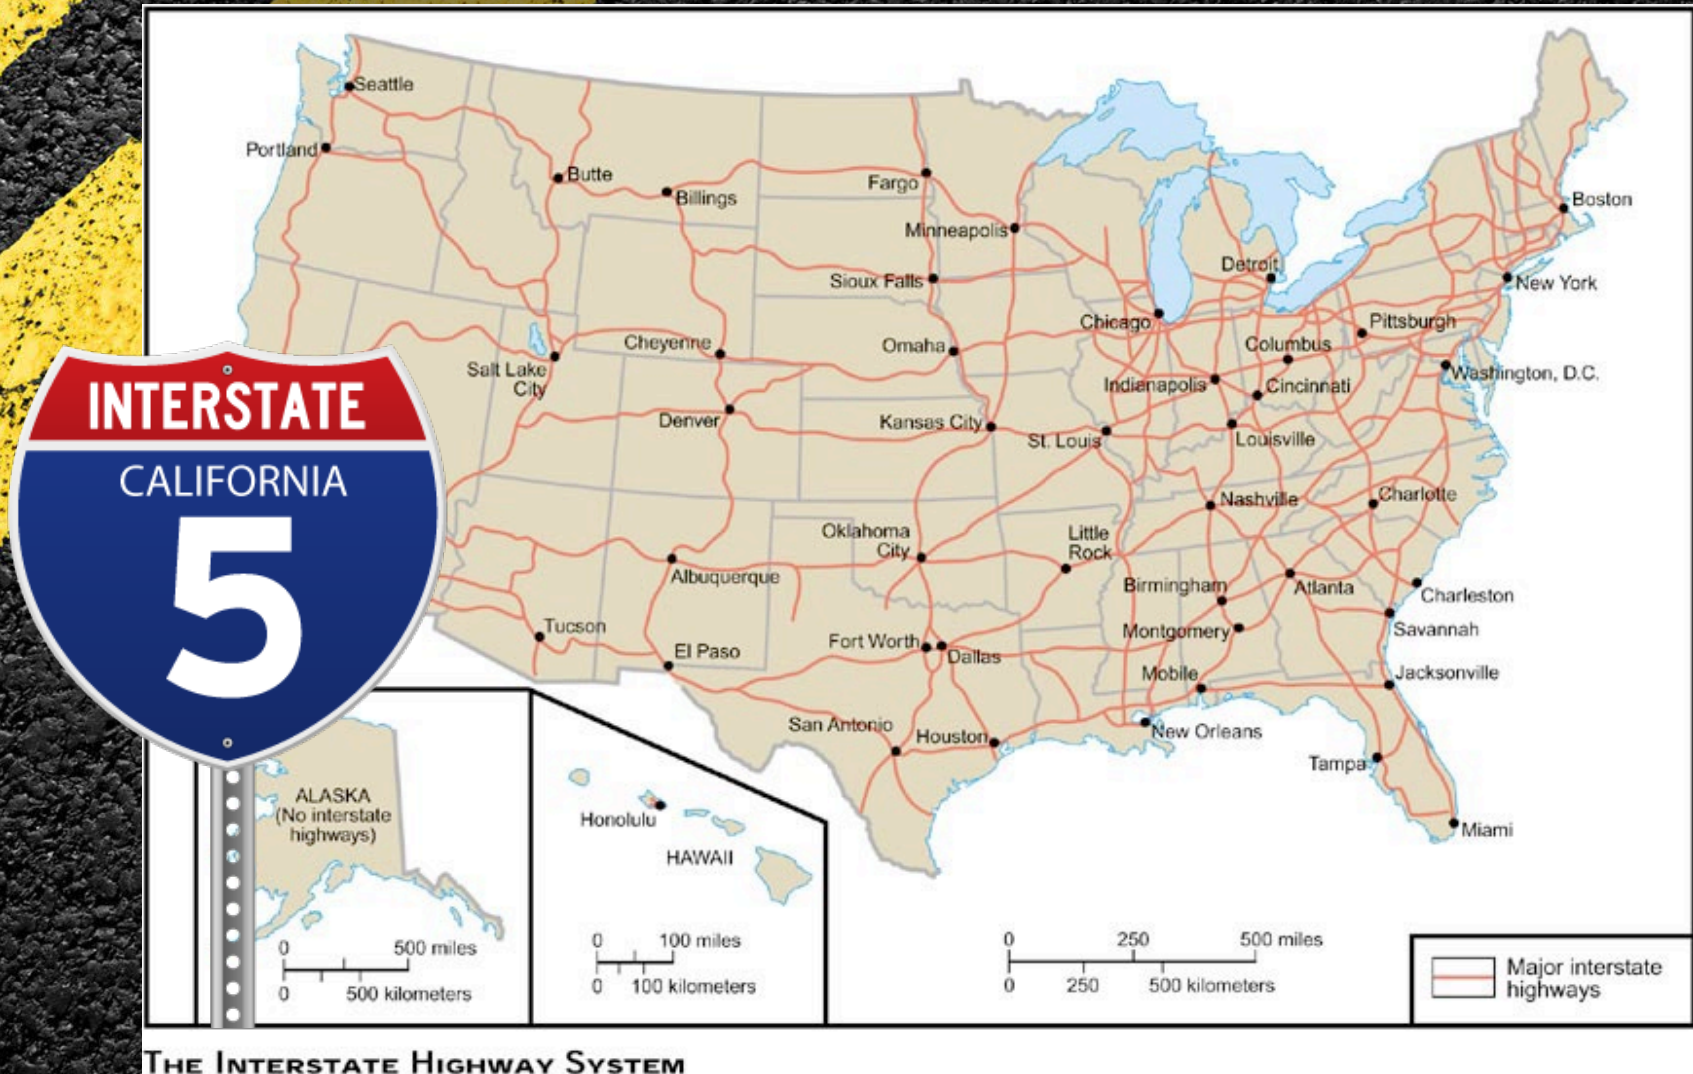 Seattle
Portland
Butte
Billings
Fargo
Minneapolis
Sioux Falls
Boston
Detroit
New York
Chicago
Pittsburgh
Cheyenne
Omaha
Columbus
Salt Lake
City
Washington, D.C.
Indianapolis
Cincinnati
Denver
Kansas City
St. Louis
Louisville
Nashville
Charlotte
Oklahoma
City
Little
Rock
Albuquerque
Birmingham
Atlanta
Charleston
Tucson
Fort Worth
Dallas
Montgomery
Savannah
El Paso
Mobile
Jacksonville
San Antonio
Houston
New Orleans
Tampa
Miami
INTERSTATE
CALIFORNIA
5
ALASKA
(No interstate
highways)
0 500 miles
0 500 kilometers
Honolulu
HAWAII
0 100 miles
0 100 kilometers
0 250 500 miles
0 250 500 kilometers
Major interstate
highways
THE INTERSTATE HIGHWAY SYSTEM